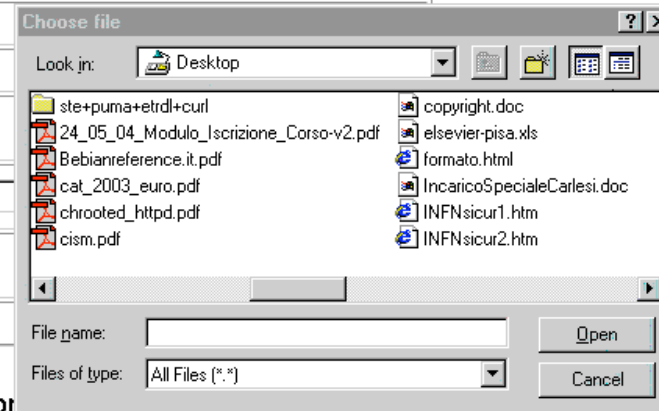 Choose file
Look in: Desktop
ste+puma+etrdl+curl
24_05_04_Modulo_Iscrizione_Corso-v2.pdf
Bebianreference.it.pdf
cat_2003_euro.pdf
chrooted_httpd.pdf
cism.pdf
copyright.doc
elsevier-pisa.xls
formato.html
IncaricoSpecialeCarlesi.doc
INFNsicur1.htm
INFNsicur2.htm
File name: Open
Files of type: All Files (*.*) Cancel